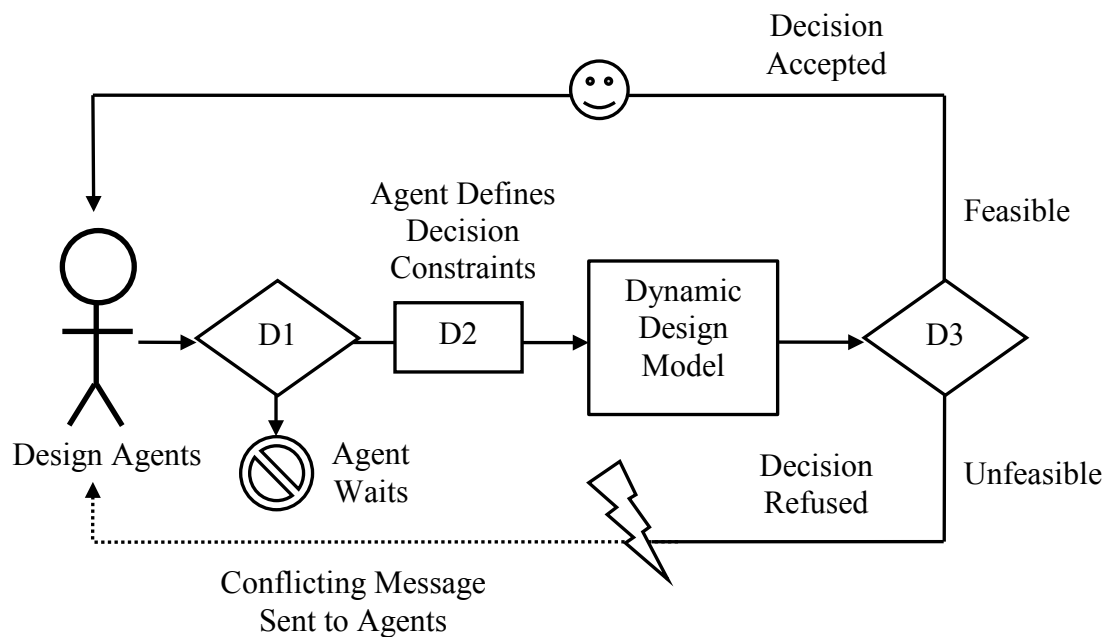 Decision
Accepted
Agent Defines
Decision
Constraints
Feasible
Dynamic
Design
Model
D1
D2
D3
Design Agents
Agent
Waits
Decision
Refused
Unfeasible
Conflicting Message
Sent to Agents